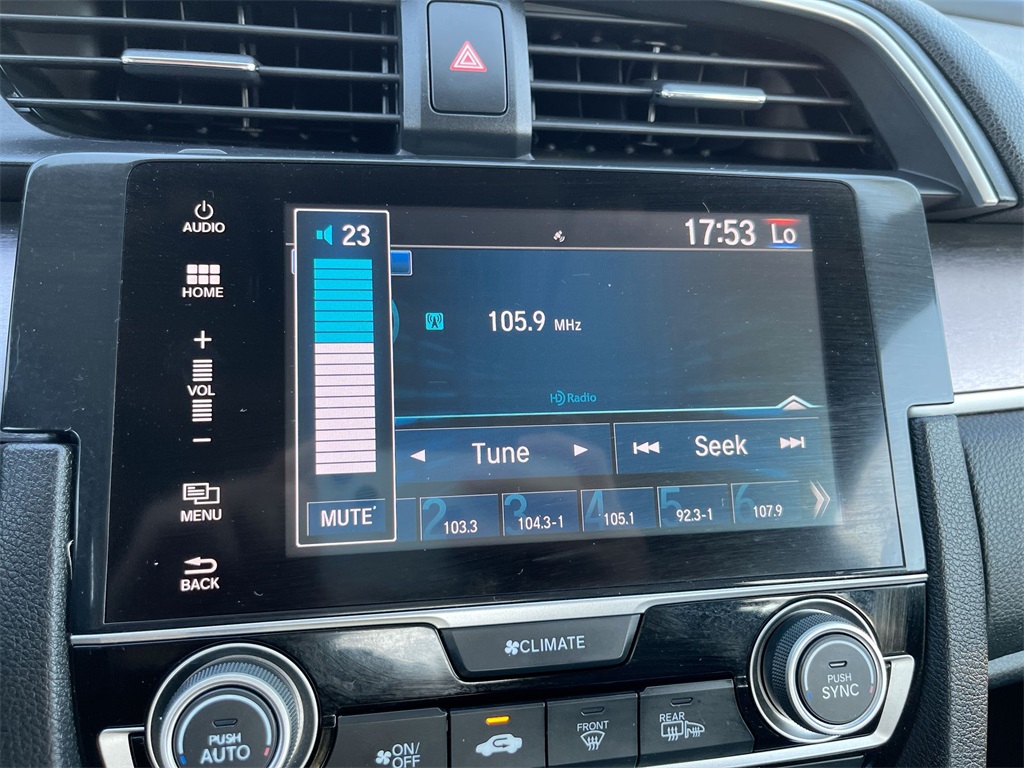 AUDIO
HOME
+
VOL
−
MENU
BACK
23
17:53 Lo
105.9 MHz
HD Radio
Tune
Seek
MUTE
2 103.3
3 104.3-1
4 105.1
5 92.3-1
6 107.9
CLIMATE
PUSH
AUTO
ON/
OFF
FRONT
REAR
PUSH
SYNC